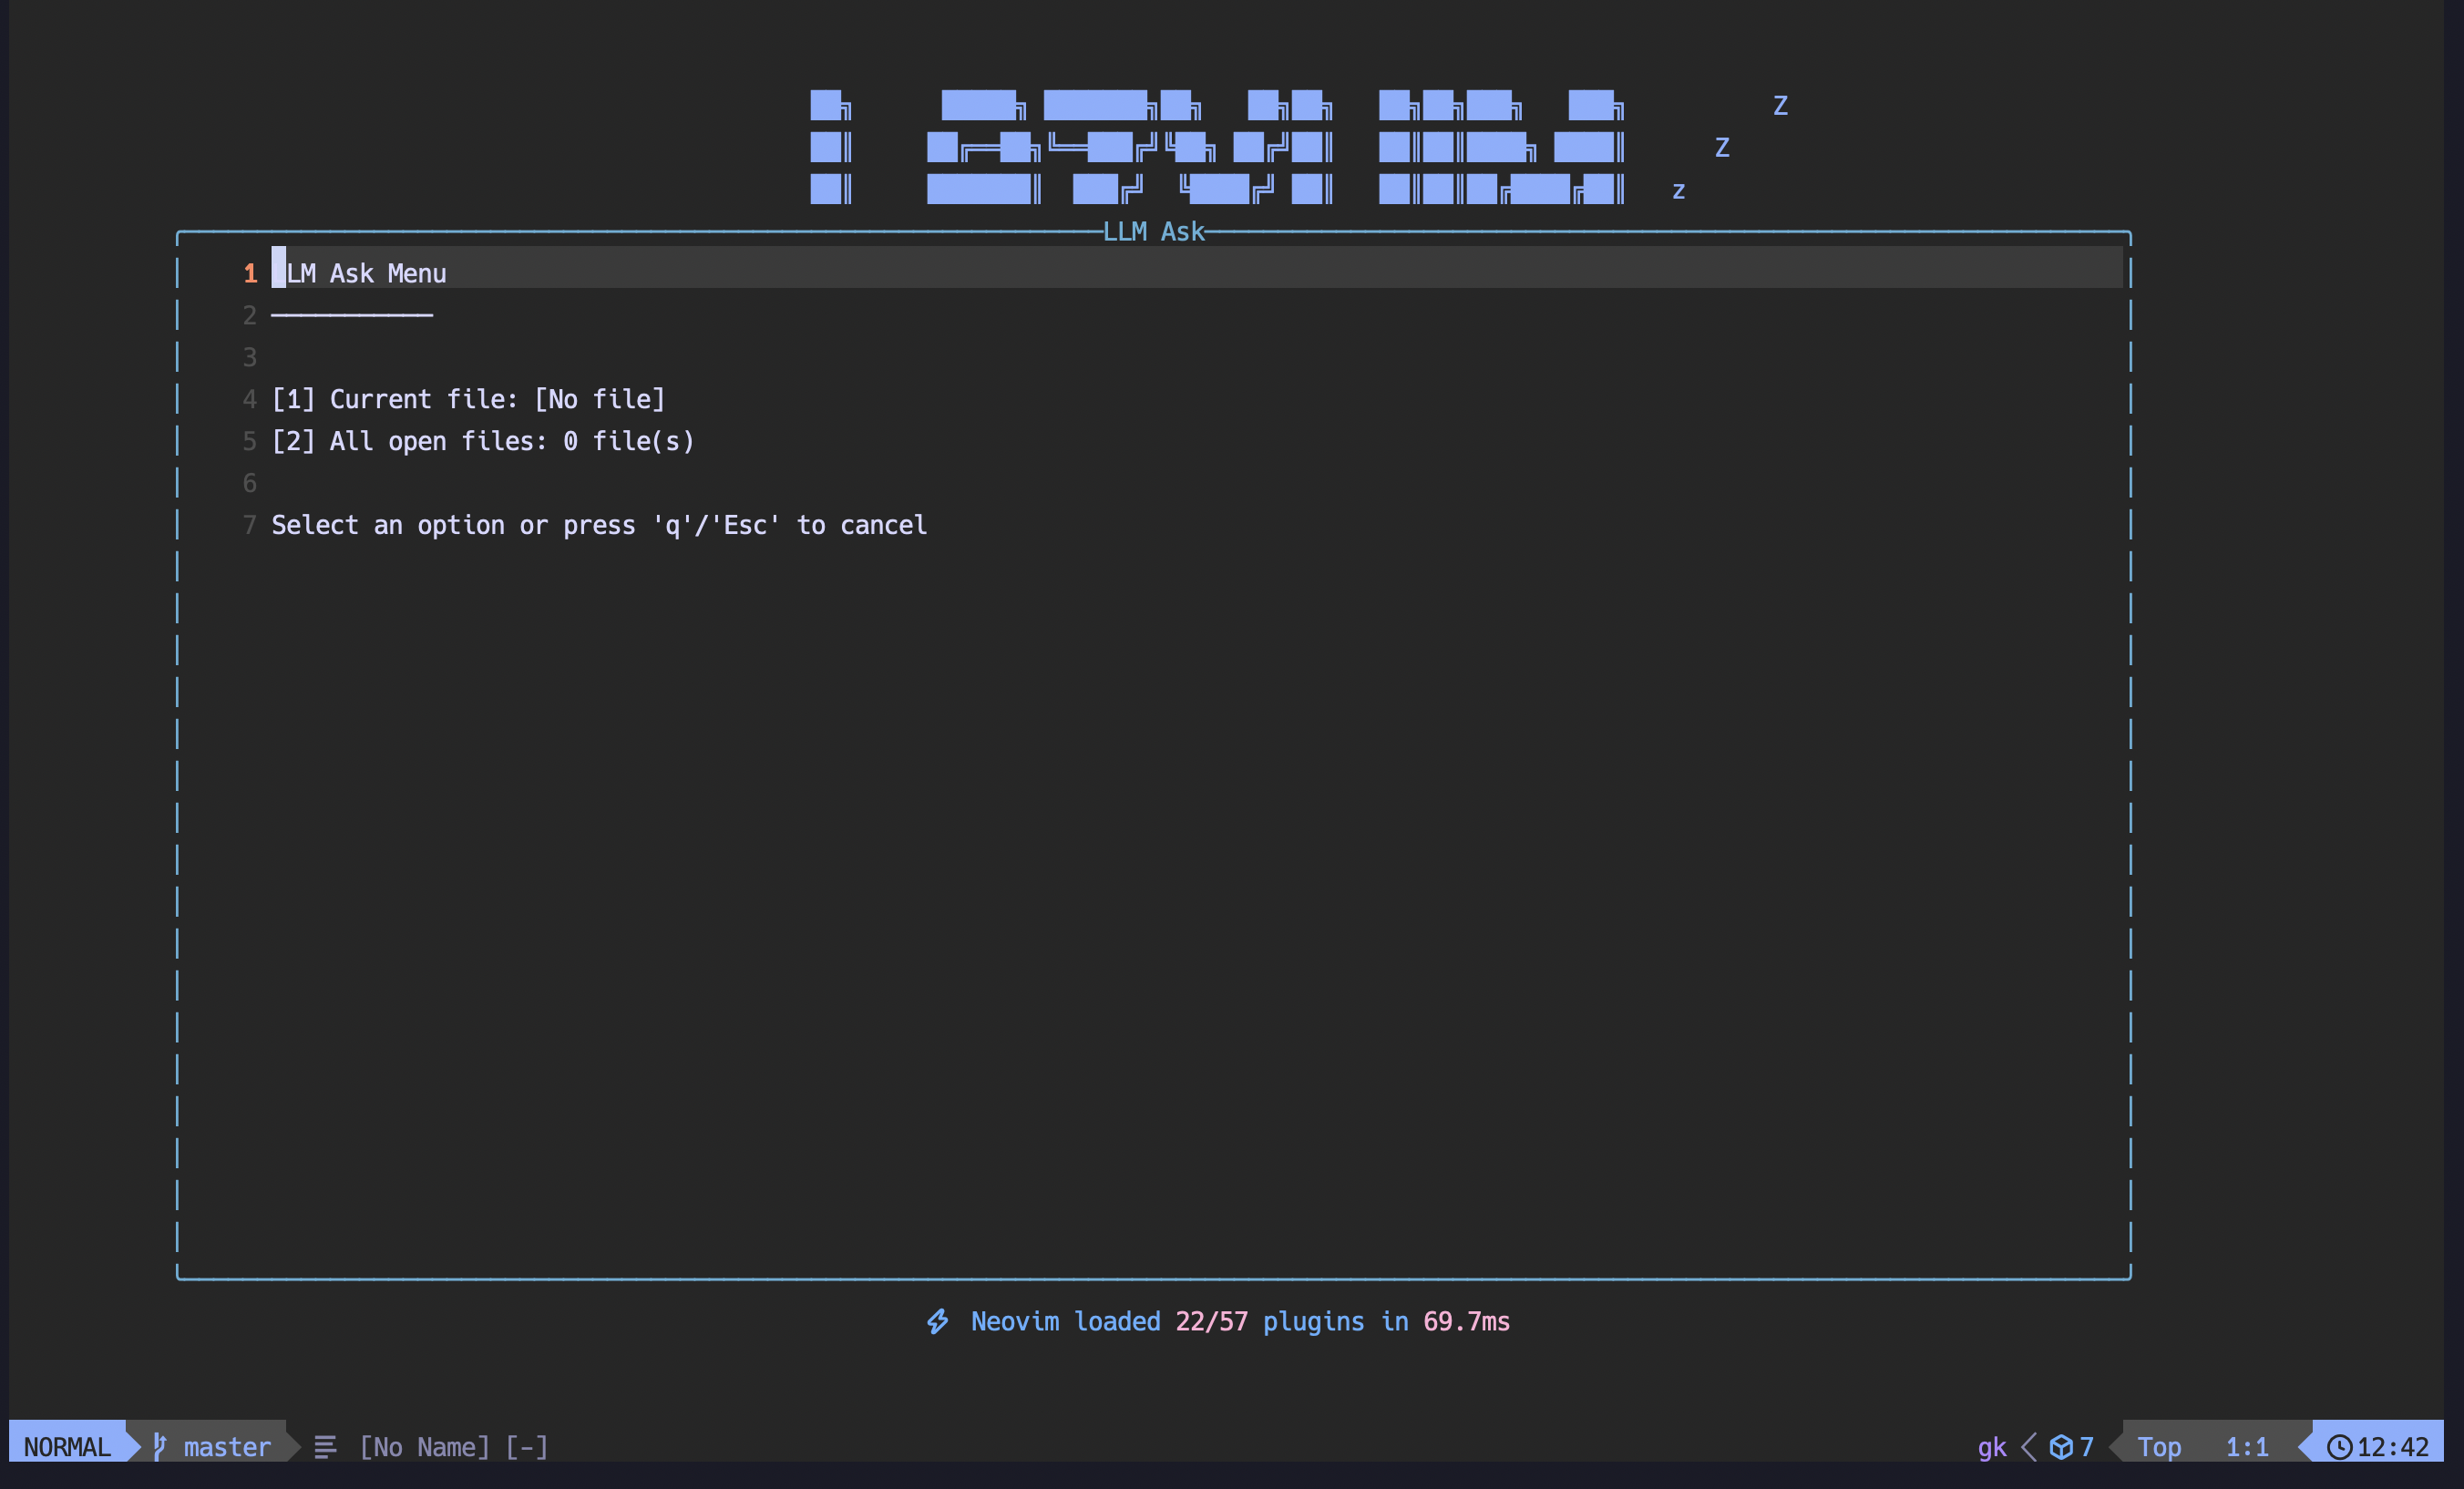 Z
Z
z
LLM Ask
1 LLM Ask Menu
2 ───────────
3
4 [1] Current file: [No file]
5 [2] All open files: 0 file(s)
6
7 Select an option or press 'q'/'Esc' to cancel
Neovim loaded 22/57 plugins in 69.7ms
NORMAL master [No Name] [-] gk 7 Top 1:1 12:42